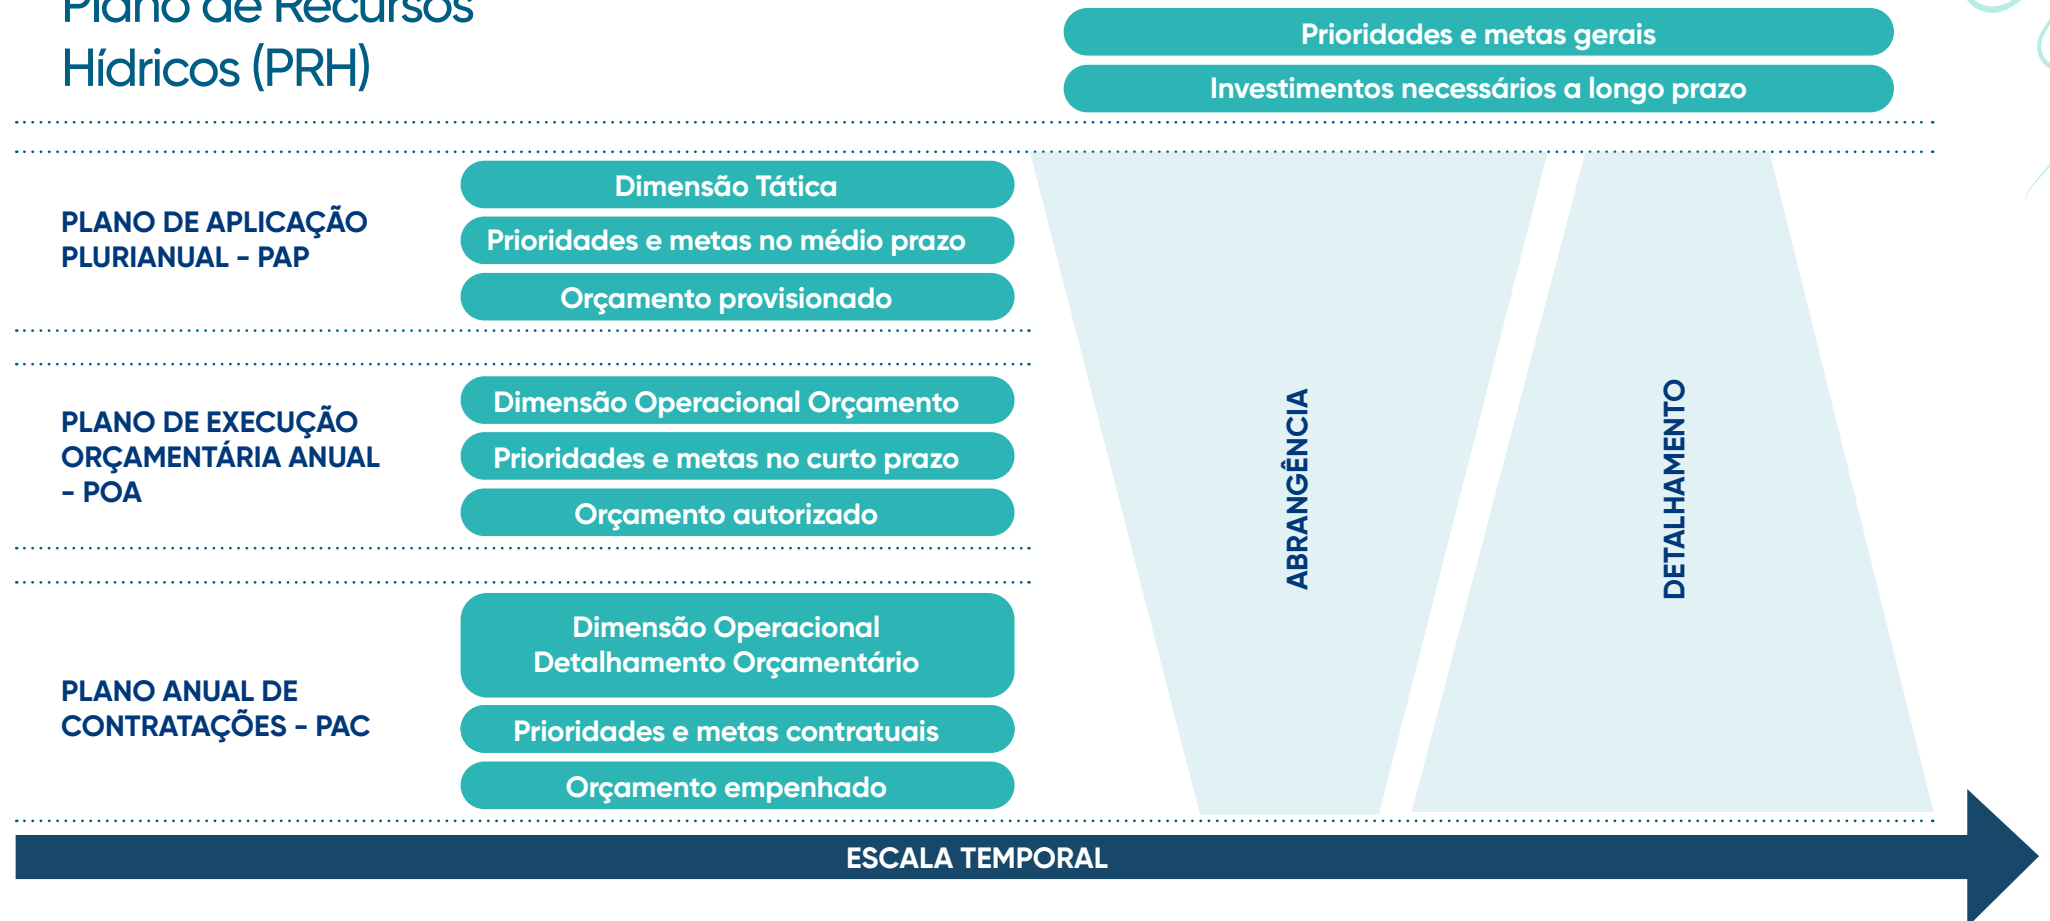 Plano de Recursos
Hídricos (PRH)
Prioridades e metas gerais
Investimentos necessários a longo prazo
PLANO DE APLICAÇÃO
PLURIANUAL - PAP
Dimensão Tática
Prioridades e metas no médio prazo
Orçamento provisionado
PLANO DE EXECUÇÃO
ORÇAMENTÁRIA ANUAL
- POA
Dimensão Operacional Orçamento
Prioridades e metas no curto prazo
Orçamento autorizado
PLANO ANUAL DE
CONTRATAÇÕES - PAC
Dimensão Operacional
Detalhamento Orçamentário
Prioridades e metas contratuais
Orçamento empenhado
ABRANGÊNCIA
DETALHAMENTO
ESCALA TEMPORAL